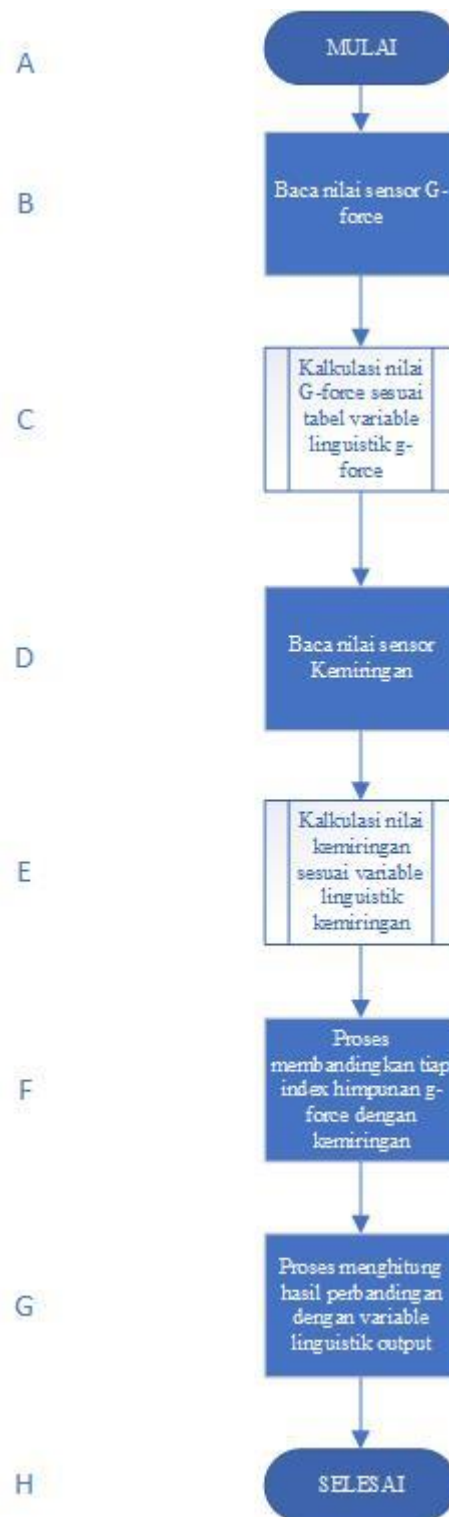 A
MULAI
B
Baca nilai sensor G-
force
C
Kalkulasi nilai
G-force sesuai
tabel variable
linguistik g-
force
D
Baca nilai sensor
Kemiringan
E
Kalkulasi nilai
kemiringan
sesuai variable
linguistik
kemiringan
F
Proses
membandingkan tiap
index himpunan g-
force dengan
kemiringan
G
Proses menghitung
hasil perbandingan
dengan variable
linguistik output
H
SELESAI